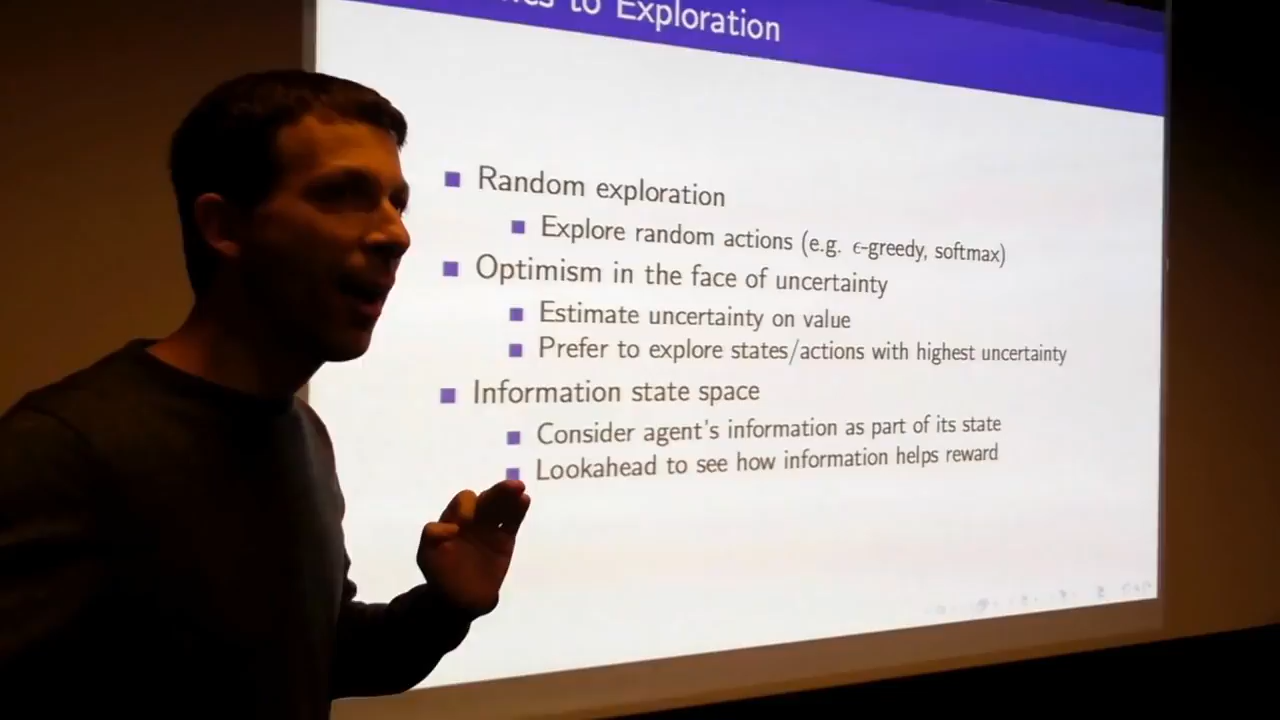 to Exploration
Random exploration
Explore random actions (e.g. ϵ-greedy, softmax)
Optimism in the face of uncertainty
Estimate uncertainty on value
Prefer to explore states/actions with highest uncertainty
Information state space
Consider agent's information as part of its state
Lookahead to see how information helps reward